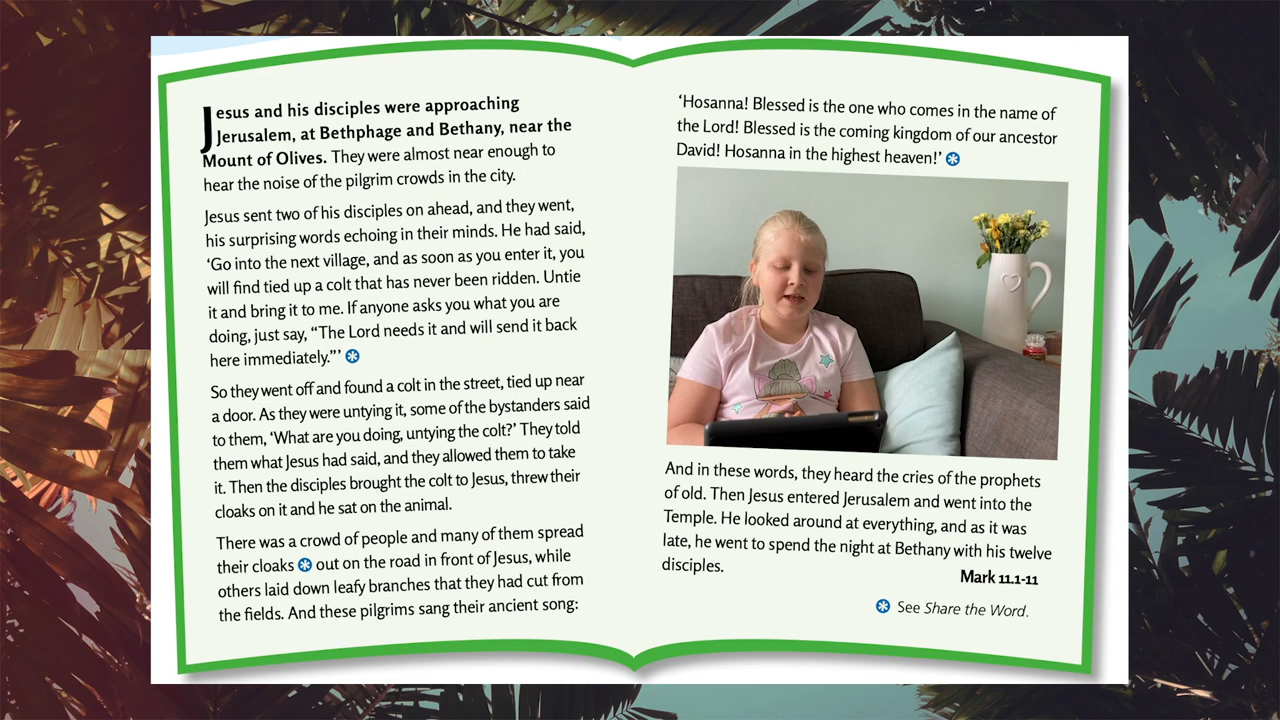 Jesus and his disciples were approaching
Jerusalem, at Bethphage and Bethany, near the
Mount of Olives. They were almost near enough to
hear the noise of the pilgrim crowds in the city.
Jesus sent two of his disciples on ahead, and they went,
his surprising words echoing in their minds. He had said,
‘Go into the next village, and as soon as you enter it, you
will find tied up a colt that has never been ridden. Untie
it and bring it to me. If anyone asks you what you are
doing, just say, “The Lord needs it and will send it back
here immediately.”’
So they went off and found a colt in the street, tied up near
a door. As they were untying it, some of the bystanders said
to them, ‘What are you doing, untying the colt?’ They told
them what Jesus had said, and they allowed them to take
it. Then the disciples brought the colt to Jesus, threw their
cloaks on it and he sat on the animal.
There was a crowd of people and many of them spread
their cloaks out on the road in front of Jesus, while
others laid down leafy branches that they had cut from
the fields. And these pilgrims sang their ancient song:
‘Hosanna! Blessed is the one who comes in the name of
the Lord! Blessed is the coming kingdom of our ancestor
David! Hosanna in the highest heaven!’
And in these words, they heard the cries of the prophets
of old. Then Jesus entered Jerusalem and went into the
Temple. He looked around at everything, and as it was
late, he went to spend the night at Bethany with his twelve
disciples.
Mark 11.1-11
See Share the Word.